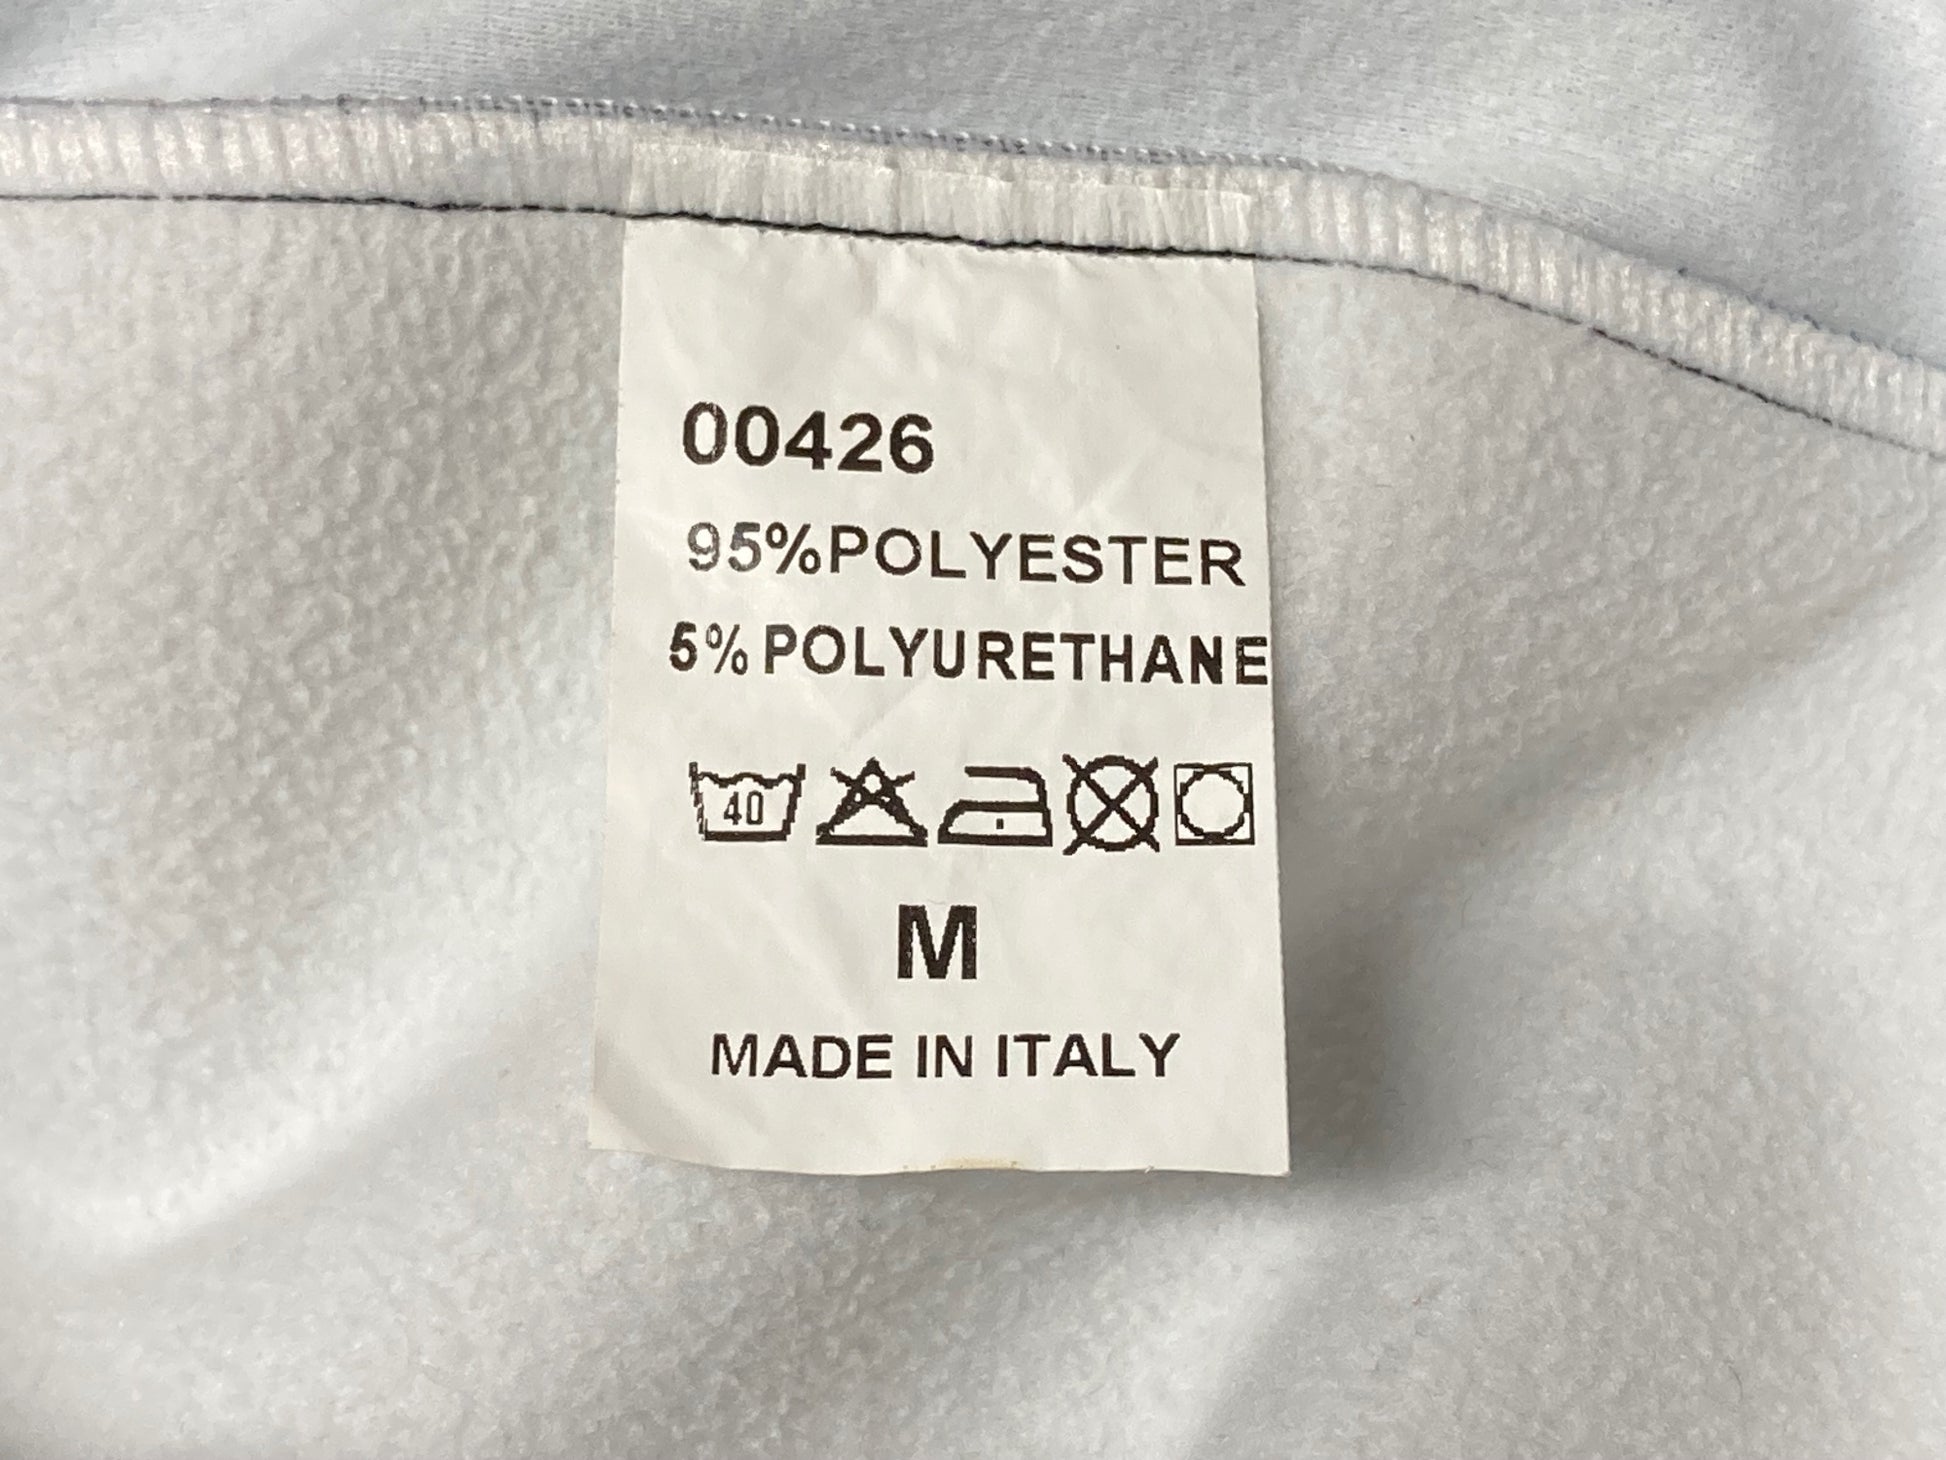 00426
95%POLYESTER
5%POLYURETHANE
40
M
MADE IN ITALY